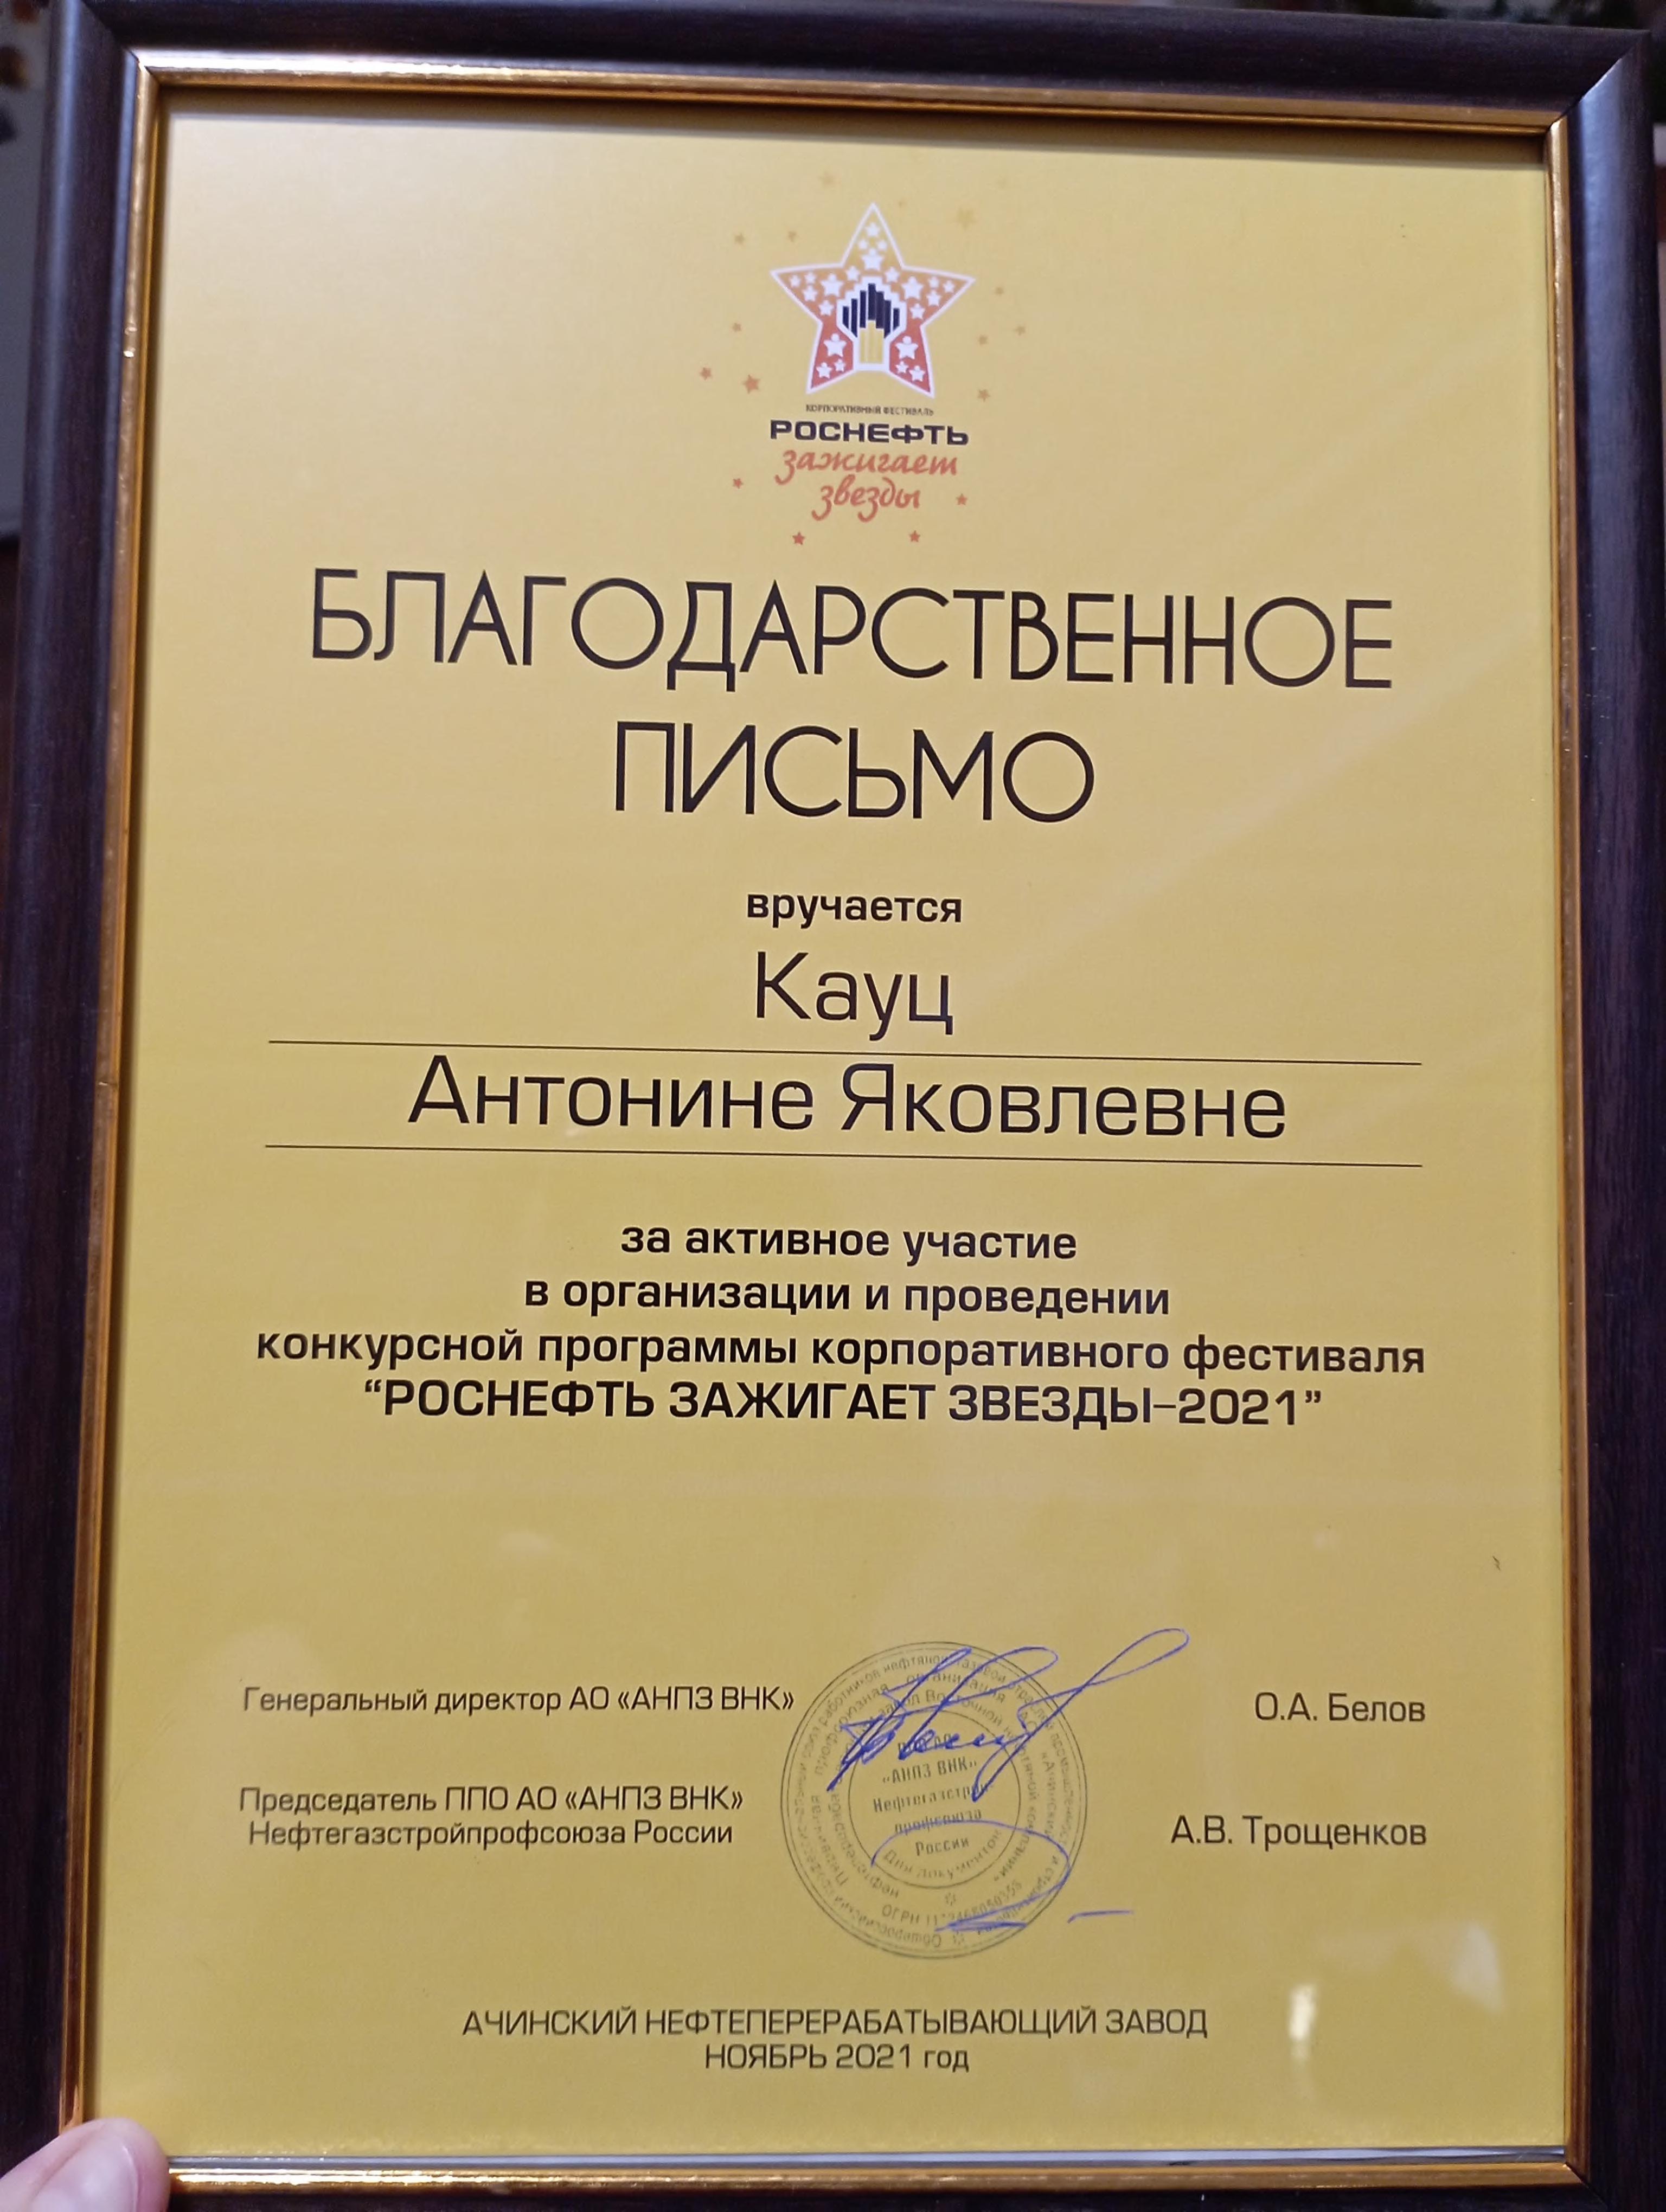 КОРПОРАТИВНЫЙ ФЕСТИВАЛЬ
РОСНЕФТЬ
зажигает
звезды
БЛАГОДАРСТВЕННОЕ
ПИСЬМО
вручается
Кауц
Антонине Яковлевне
за активное участие
в организации и проведении
конкурсной программы корпоративного фестиваля
“РОСНЕФТЬ ЗАЖИГАЕТ ЗВЕЗДЫ-2021”
Генеральный директор АО «АНПЗ ВНК»
О.А. Белов
Председатель ППО АО «АНПЗ ВНК»
Нефтегазстройпрофсоюза России
А.В. Трощенков
«АНПЗ ВНК»
профсоюза
России
Для документов
АЧИНСКИЙ НЕФТЕПЕРЕРАБАТЫВАЮЩИЙ ЗАВОД
НОЯБРЬ 2021 год